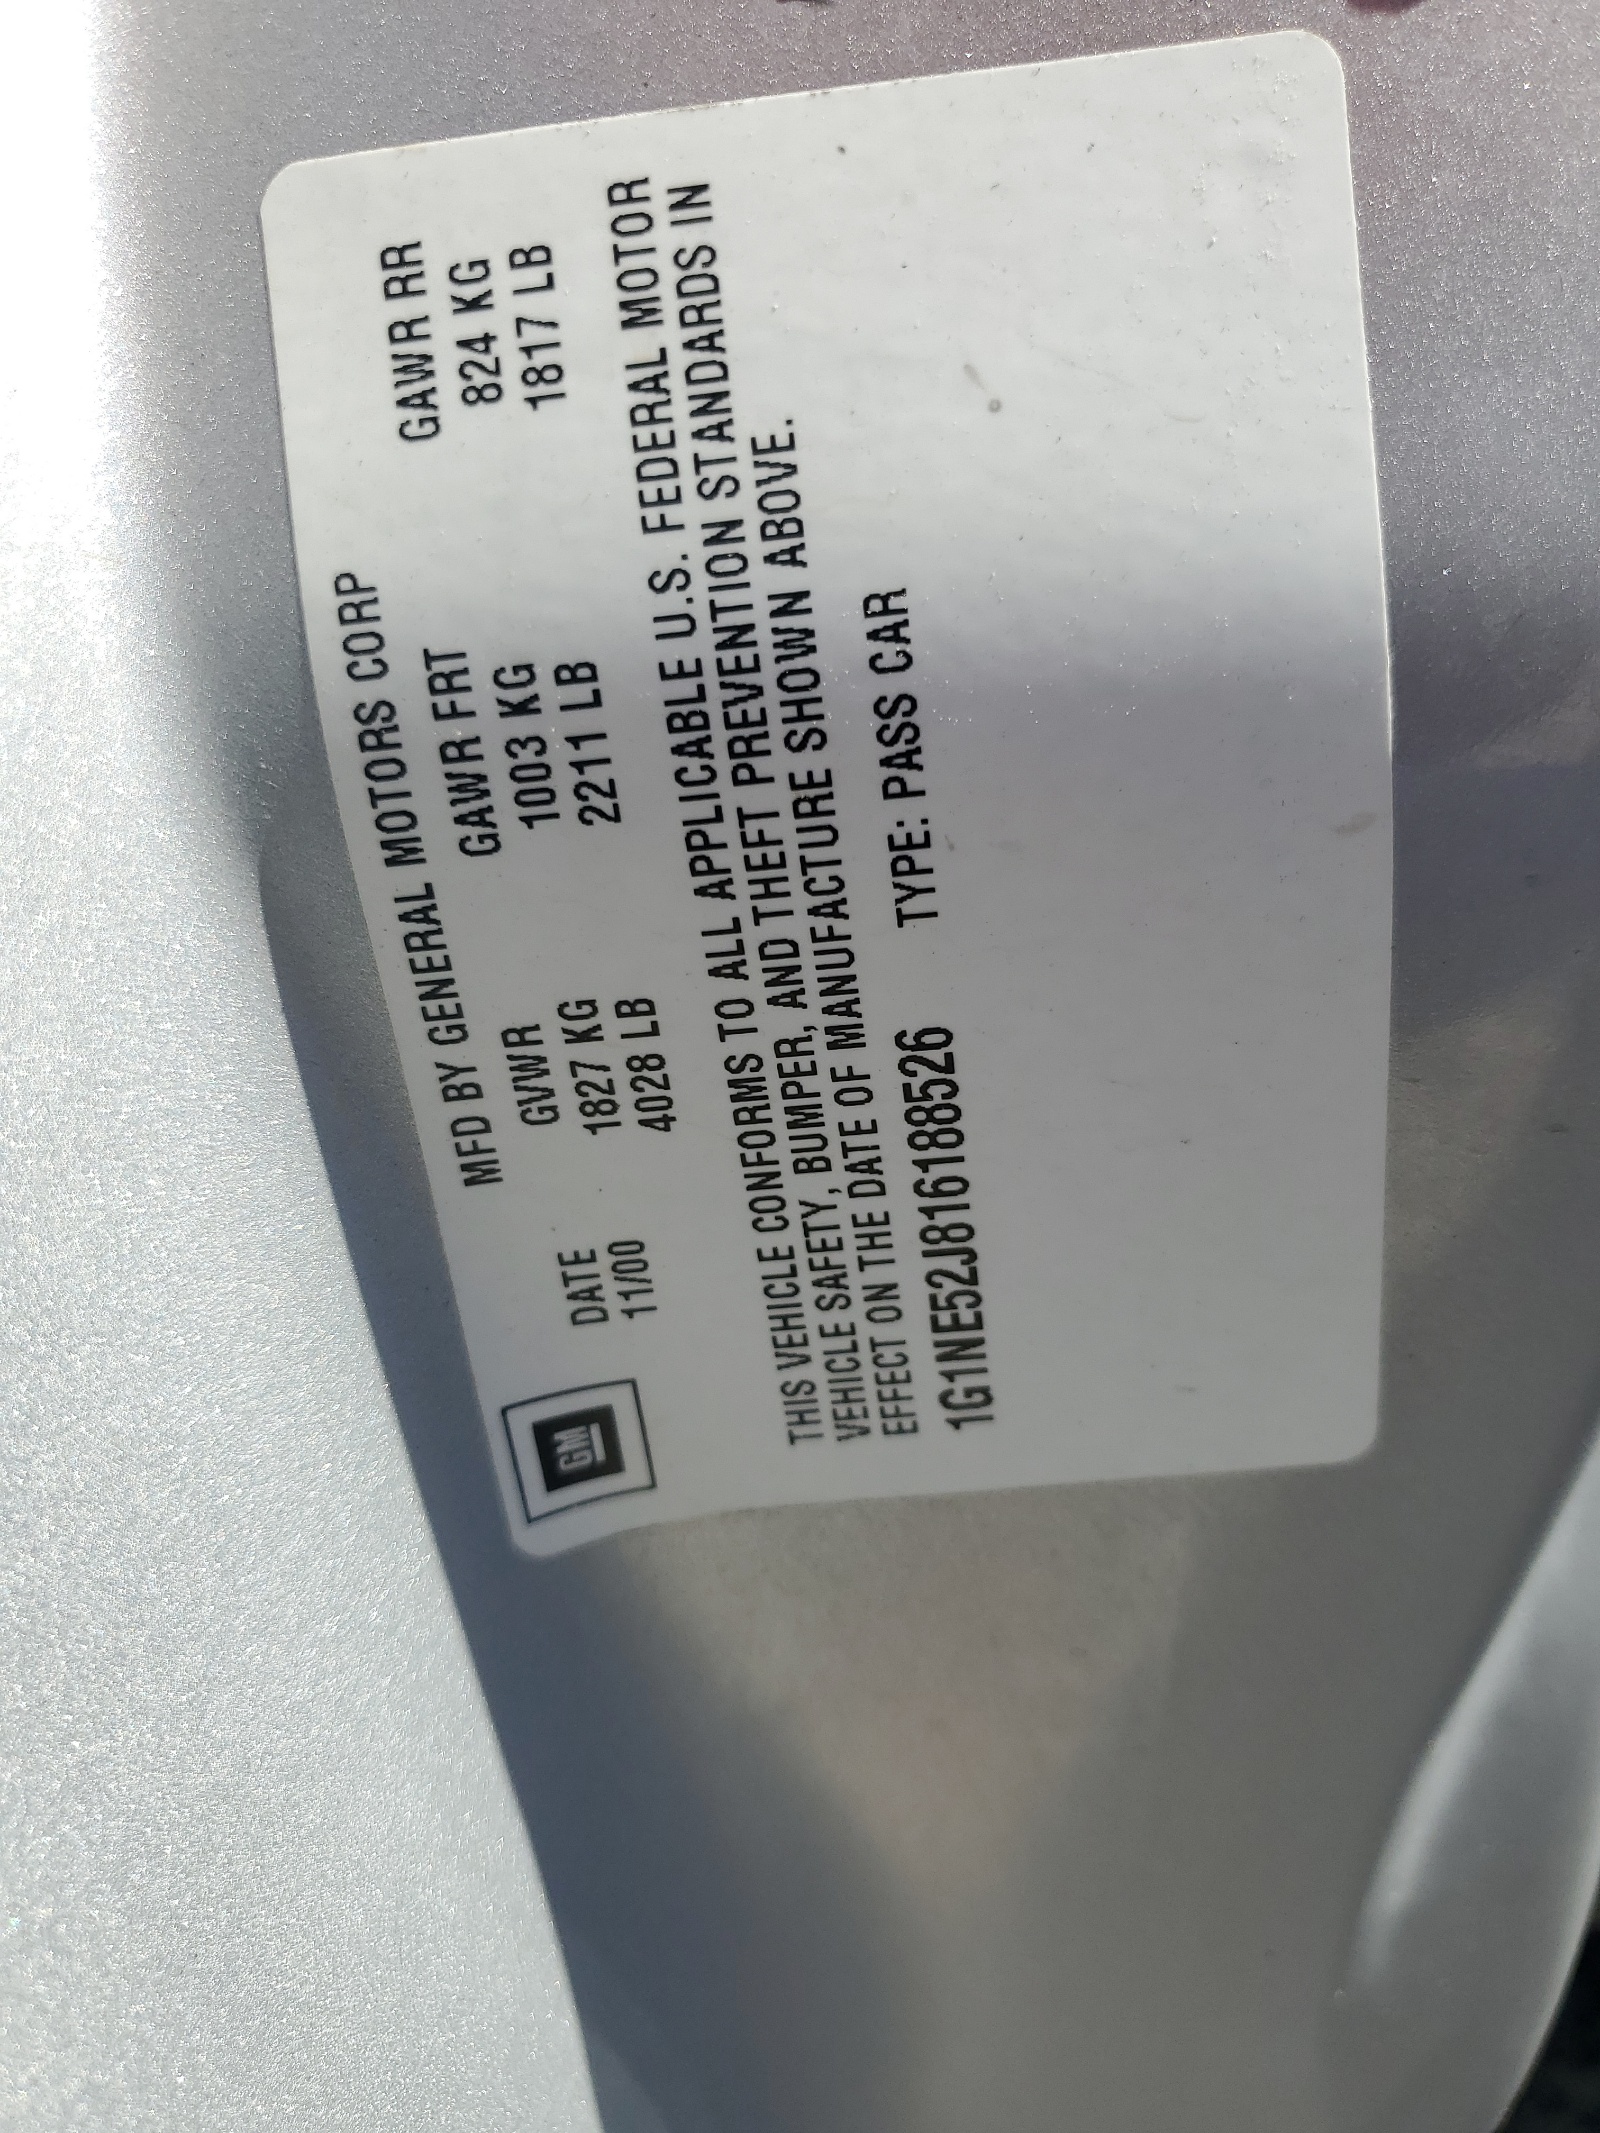 MFD BY GENERAL MOTORS CORP
GM
DATE GVWR GAWR FRT GAWR RR
11/00 1827 KG 1003 KG 824 KG
4028 LB 2211 LB 1817 LB
THIS VEHICLE CONFORMS TO ALL APPLICABLE U.S. FEDERAL MOTOR
VEHICLE SAFETY, BUMPER, AND THEFT PREVENTION STANDARDS IN
EFFECT ON THE DATE OF MANUFACTURE SHOWN ABOVE.
1G1NE52J816188526 TYPE: PASS CAR